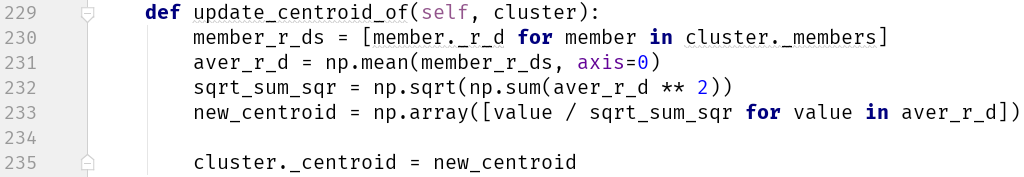 229 def update_centroid_of(self, cluster):
230 member_r_ds = [member._r_d for member in cluster._members]
231 aver_r_d = np.mean(member_r_ds, axis=0)
232 sqrt_sum_sqr = np.sqrt(np.sum(aver_r_d ** 2))
233 new_centroid = np.array([value / sqrt_sum_sqr for value in aver_r_d])
234
235 cluster._centroid = new_centroid